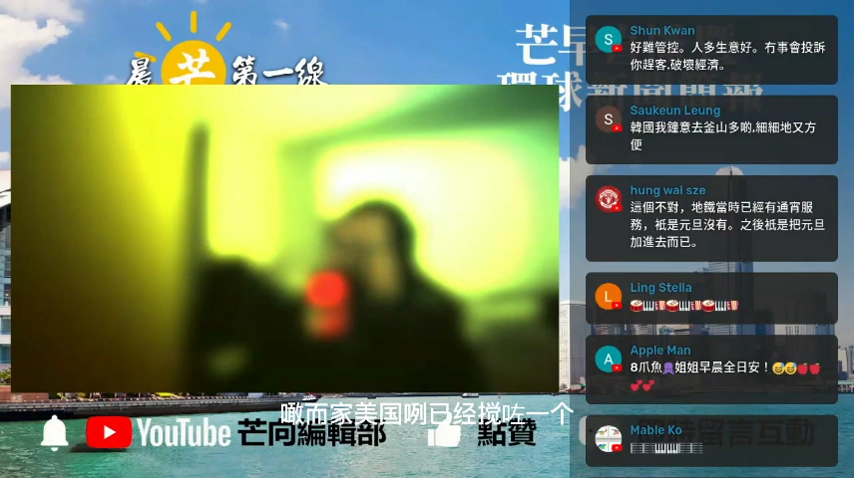 晨
芒
第一線
芒早
環球新聞
Shun Kwan
好難管控。人多生意好。冇事會投訴
你趕客.破壞經濟。
Saukeun Leung
韓國我鐘意去釜山多啲,細細地又方
便
hung wai sze
這個不對，地鐵當時已經有通宵服
務，衹是元旦沒有。之後衹是把元旦
加進去而已。
Ling Stella
🥁🎹🥁🎹🥁🎹
Apple Man
8爪魚🐙姐姐早晨全日安！😄😄🍎🍎
💕💕
Mable Ko
噉而家美国咧已经搅咗一个
YouTube
芒向編輯部
點贊
留言互動